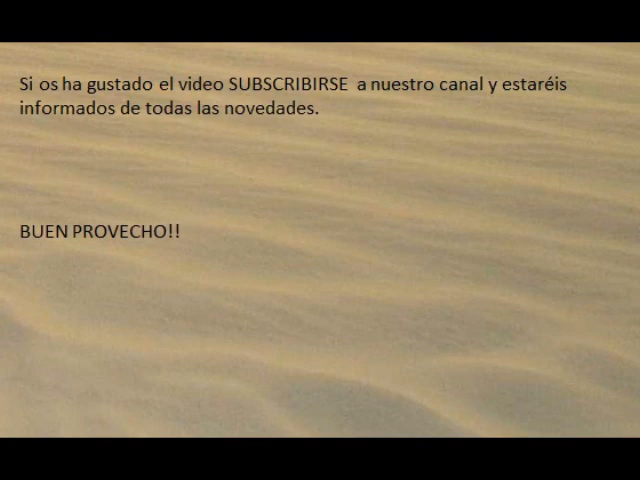 Si os ha gustado el video SUBSCRIBIRSE a nuestro canal y estaréis
informados de todas las novedades.
BUEN PROVECHO!!